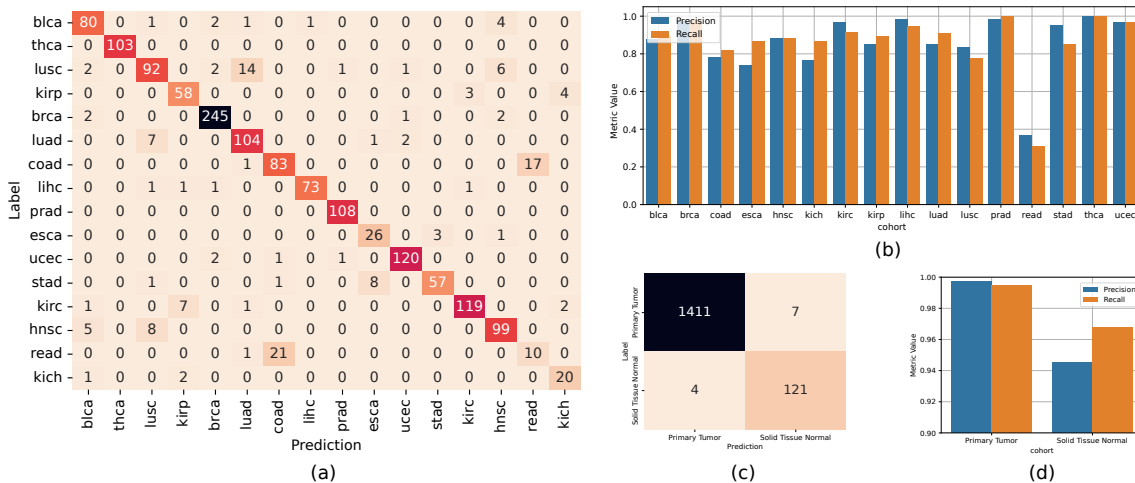 blca 80 0 1 0 2 1 0 1 0 0 0 0 0 4 0 0
thca 0 103 0 0 0 0 0 0 0 0 0 0 0 0 0 0
lusc 2 0 92 0 2 14 0 0 1 0 1 0 0 6 0 0
kirp 0 0 0 58 0 0 0 0 0 0 0 0 3 0 0 4
brca 2 0 0 0 245 0 0 0 0 0 1 0 0 2 0 0
luad 0 0 7 0 0 104 0 0 0 1 2 0 0 0 0 0
coad 0 0 0 0 0 1 83 0 0 0 0 0 0 0 17 0
lihc 0 0 1 1 1 0 0 73 0 0 0 0 1 0 0 0
prad 0 0 0 0 0 0 0 0 108 0 0 0 0 0 0 0
esca 0 0 0 0 0 0 0 0 0 26 0 3 0 1 0 0
ucec 0 0 0 0 2 0 1 0 1 0 120 0 0 0 0 0
stad 0 0 1 0 0 0 1 0 0 8 0 57 0 0 0 0
kirc 1 0 0 7 0 1 0 0 0 0 0 0 119 0 0 2
hnsc 5 0 8 0 0 0 0 0 0 0 0 0 0 99 0 0
read 0 0 0 0 0 1 21 0 0 0 0 0 0 0 10 0
kich 1 0 0 2 0 0 0 0 0 0 0 0 0 0 0 20
Label
blca thca lusc kirp brca luad coad lihc prad esca ucec stad kirc hnsc read kich
Prediction
(a)
1.0
0.8
0.6
0.4
0.2
0.0
Metric Value
Precision
Recall
blca brca coad esca hnsc kich kirc kirp lihc luad lusc prad read stad thca ucec
cohort
(b)
Primary Tumor
Solid Tissue Normal
Label
1411 7
4 121
Primary Tumor Solid Tissue Normal
Prediction
(c)
1.00
0.98
0.96
0.94
0.92
0.90
Metric Value
Precision
Recall
Primary Tumor Solid Tissue Normal
cohort
(d)